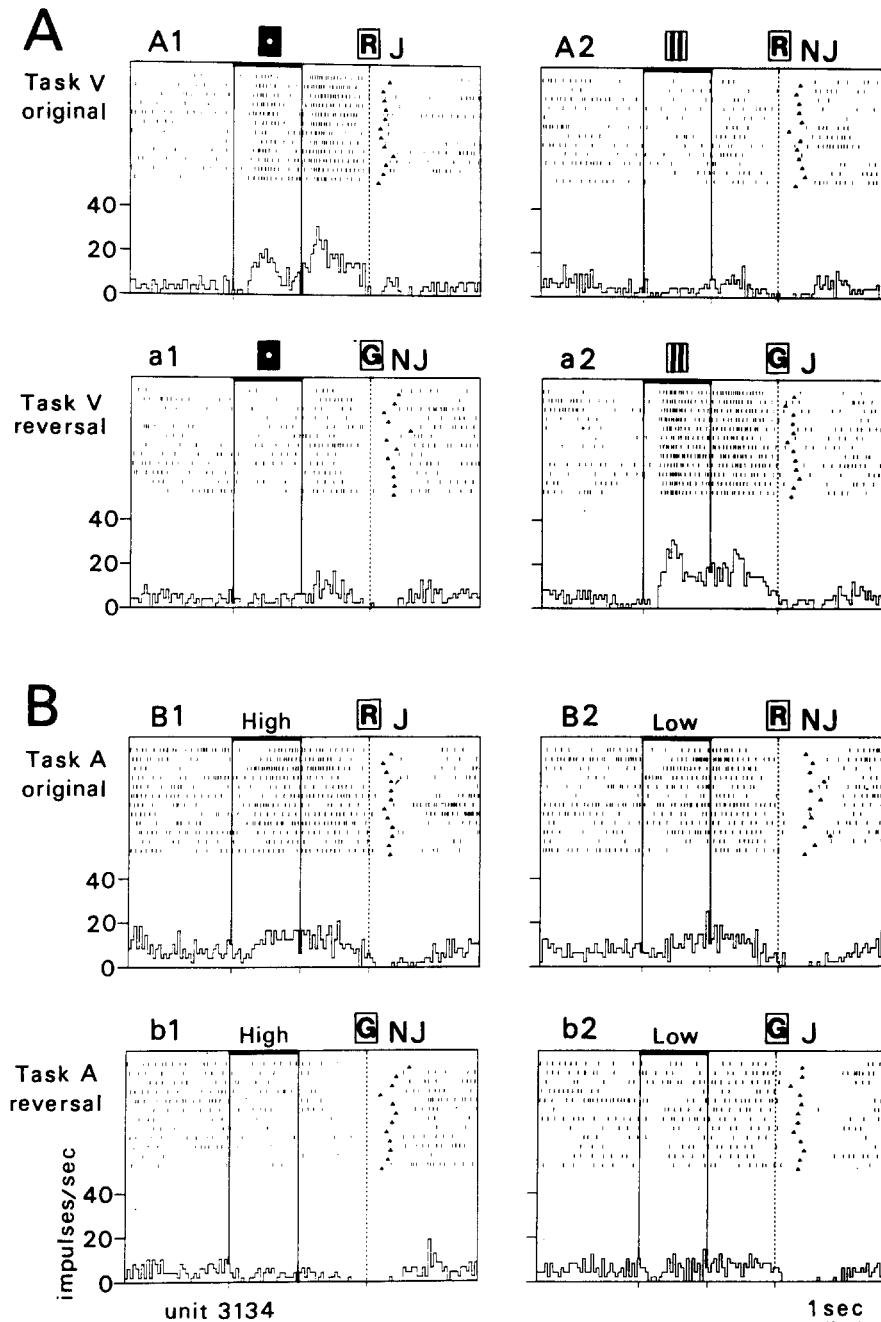 A
A1 R J
A2 R NJ
Task V
original
40
20
0
a1 G NJ
a2 G J
Task V
reversal
40
20
0
B
B1 High R J
B2 Low R NJ
Task A
original
40
20
0
b1 High G NJ
b2 Low G J
Task A
reversal
impulses/sec
40
20
0
unit 3134
1sec